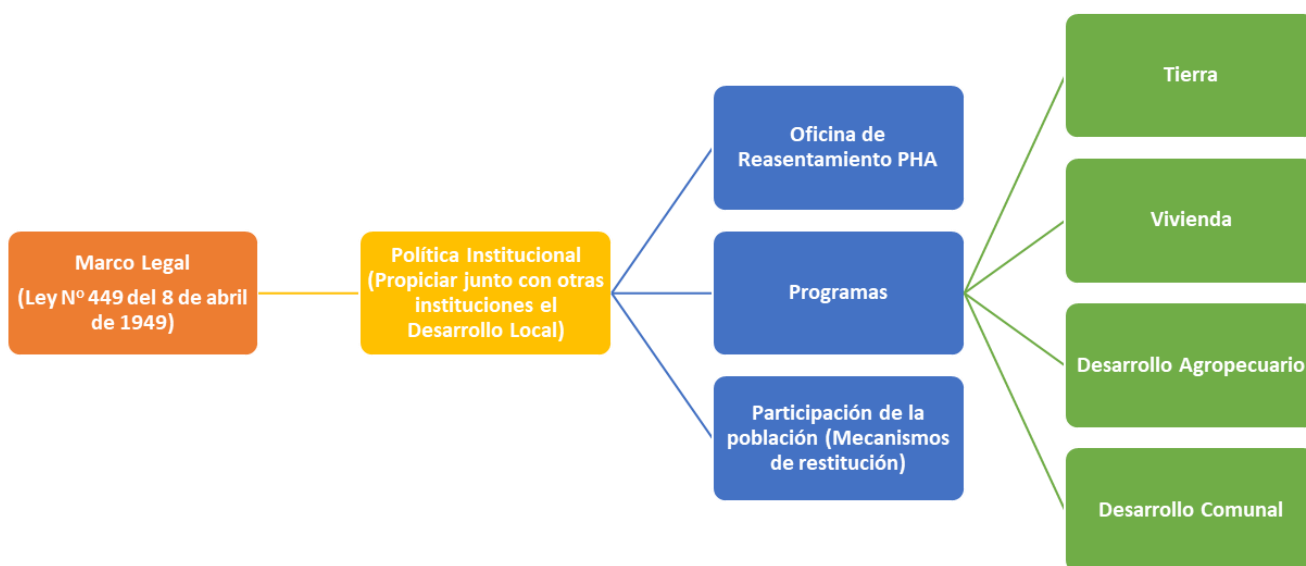 Marco Legal
(Ley Nº 449 del 8 de abril
de 1949)
Política Institucional
(Propiciar junto con otras
instituciones el
Desarrollo Local)
Oficina de
Reasentamiento PHA
Programas
Participación de la
población (Mecanismos
de restitución)
Tierra
Vivienda
Desarrollo Agropecuario
Desarrollo Comunal